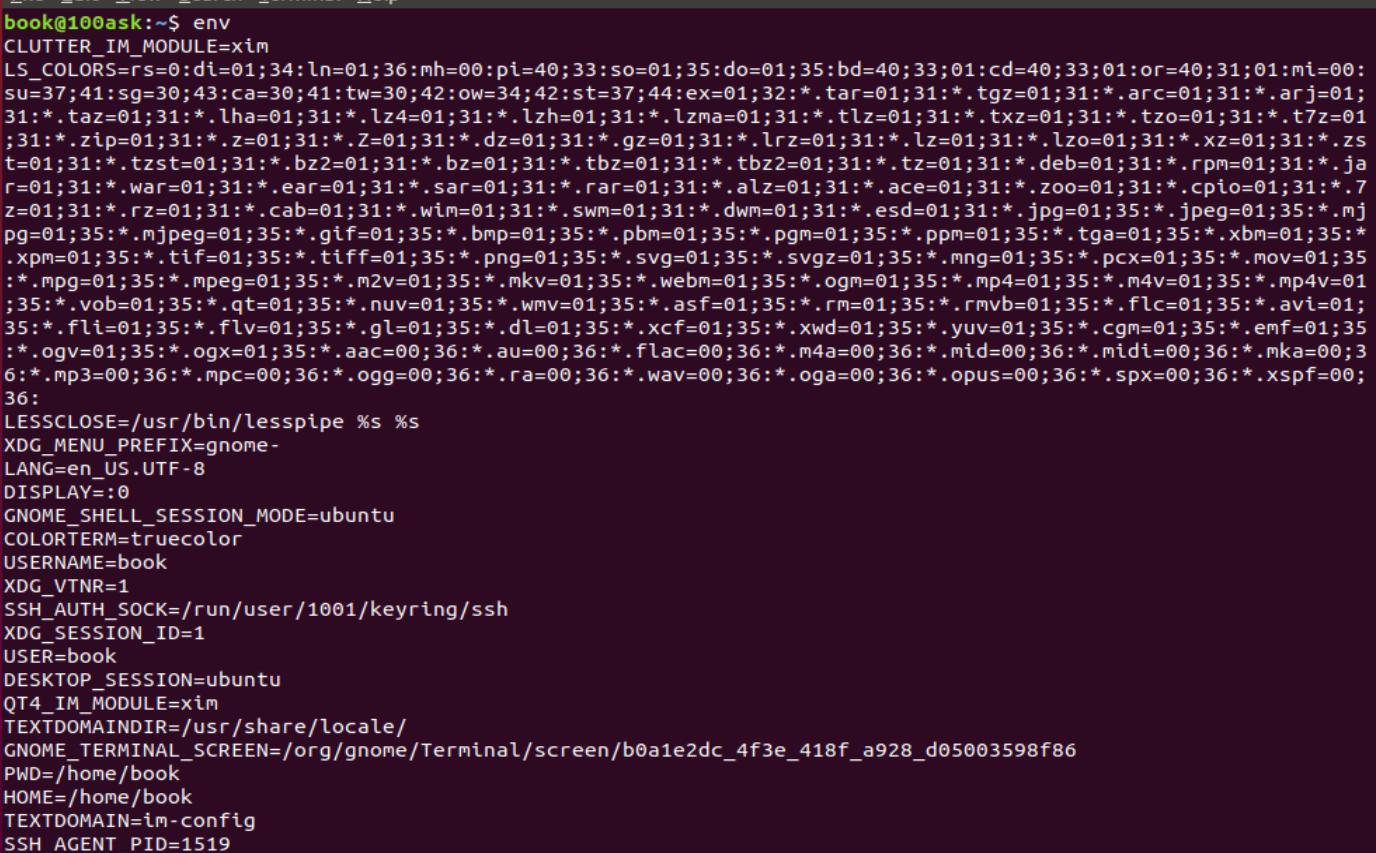 book@100ask:~$ env
CLUTTER_IM_MODULE=xim
LS_COLORS=rs=0:di=01;34:ln=01;36:mh=00:pi=40;33:so=01;35:do=01;35:bd=40;33;01:cd=40;33;01:or=40;31;01:mi=00:
su=37;41:sg=30;43:ca=30;41:tw=30;42:ow=34;42:st=37;44:ex=01;32:*.tar=01;31:*.tgz=01;31:*.arc=01;31:*.arj=01;
31:*.taz=01;31:*.lha=01;31:*.lz4=01;31:*.lzh=01;31:*.lzma=01;31:*.tlz=01;31:*.txz=01;31:*.tzo=01;31:*.t7z=01
;31:*.zip=01;31:*.z=01;31:*.Z=01;31:*.dz=01;31:*.gz=01;31:*.lrz=01;31:*.lz=01;31:*.lzo=01;31:*.xz=01;31:*.zs
t=01;31:*.tzst=01;31:*.bz2=01;31:*.bz=01;31:*.tbz=01;31:*.tbz2=01;31:*.tz=01;31:*.deb=01;31:*.rpm=01;31:*.ja
r=01;31:*.war=01;31:*.ear=01;31:*.sar=01;31:*.rar=01;31:*.alz=01;31:*.ace=01;31:*.zoo=01;31:*.cpio=01;31:*.7
z=01;31:*.rz=01;31:*.cab=01;31:*.wim=01;31:*.swm=01;31:*.dwm=01;31:*.esd=01;31:*.jpg=01;35:*.jpeg=01;35:*.mj
pg=01;35:*.mjpeg=01;35:*.gif=01;35:*.bmp=01;35:*.pbm=01;35:*.pgm=01;35:*.ppm=01;35:*.tga=01;35:*.xbm=01;35:*
.xpm=01;35:*.tif=01;35:*.tiff=01;35:*.png=01;35:*.svg=01;35:*.svgz=01;35:*.mng=01;35:*.pcx=01;35:*.mov=01;35
:*.mpg=01;35:*.mpeg=01;35:*.m2v=01;35:*.mkv=01;35:*.webm=01;35:*.ogm=01;35:*.mp4=01;35:*.m4v=01;35:*.mp4v=01
;35:*.vob=01;35:*.qt=01;35:*.nuv=01;35:*.wmv=01;35:*.asf=01;35:*.rm=01;35:*.rmvb=01;35:*.flc=01;35:*.avi=01;
35:*.fli=01;35:*.flv=01;35:*.gl=01;35:*.dl=01;35:*.xcf=01;35:*.xwd=01;35:*.yuv=01;35:*.cgm=01;35:*.emf=01;35
:*.ogv=01;35:*.ogx=01;35:*.aac=00;36:*.au=00;36:*.flac=00;36:*.m4a=00;36:*.mid=00;36:*.midi=00;36:*.mka=00;3
6:*.mp3=00;36:*.mpc=00;36:*.ogg=00;36:*.ra=00;36:*.wav=00;36:*.oga=00;36:*.opus=00;36:*.spx=00;36:*.xspf=00;
36:
LESSCLOSE=/usr/bin/lesspipe %s %s
XDG_MENU_PREFIX=gnome-
LANG=en_US.UTF-8
DISPLAY=:0
GNOME_SHELL_SESSION_MODE=ubuntu
COLORTERM=truecolor
USERNAME=book
XDG_VTNR=1
SSH_AUTH_SOCK=/run/user/1001/keyring/ssh
XDG_SESSION_ID=1
USER=book
DESKTOP_SESSION=ubuntu
QT4_IM_MODULE=xim
TEXTDOMAINDIR=/usr/share/locale/
GNOME_TERMINAL_SCREEN=/org/gnome/Terminal/screen/b0a1e2dc_4f3e_418f_a928_d05003598f86
PWD=/home/book
HOME=/home/book
TEXTDOMAIN=im-config
SSH_AGENT_PID=1519